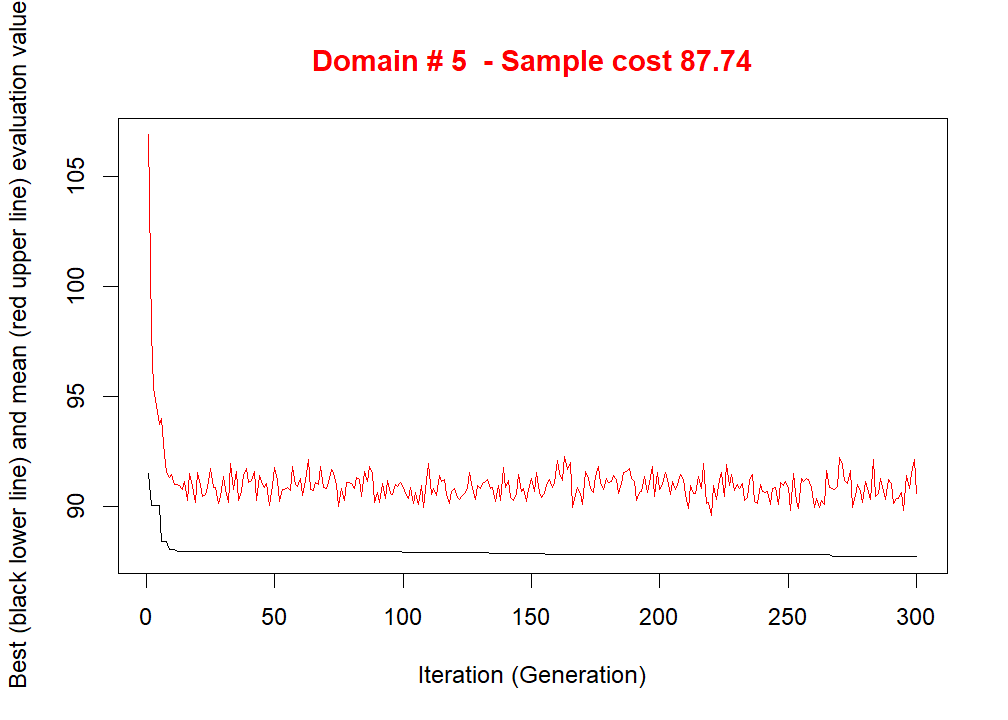 Domain # 5  - Sample cost 87.74
Best (black lower line) and mean (red upper line) evaluation value
105
100
95
90
0 50 100 150 200 250 300
Iteration (Generation)